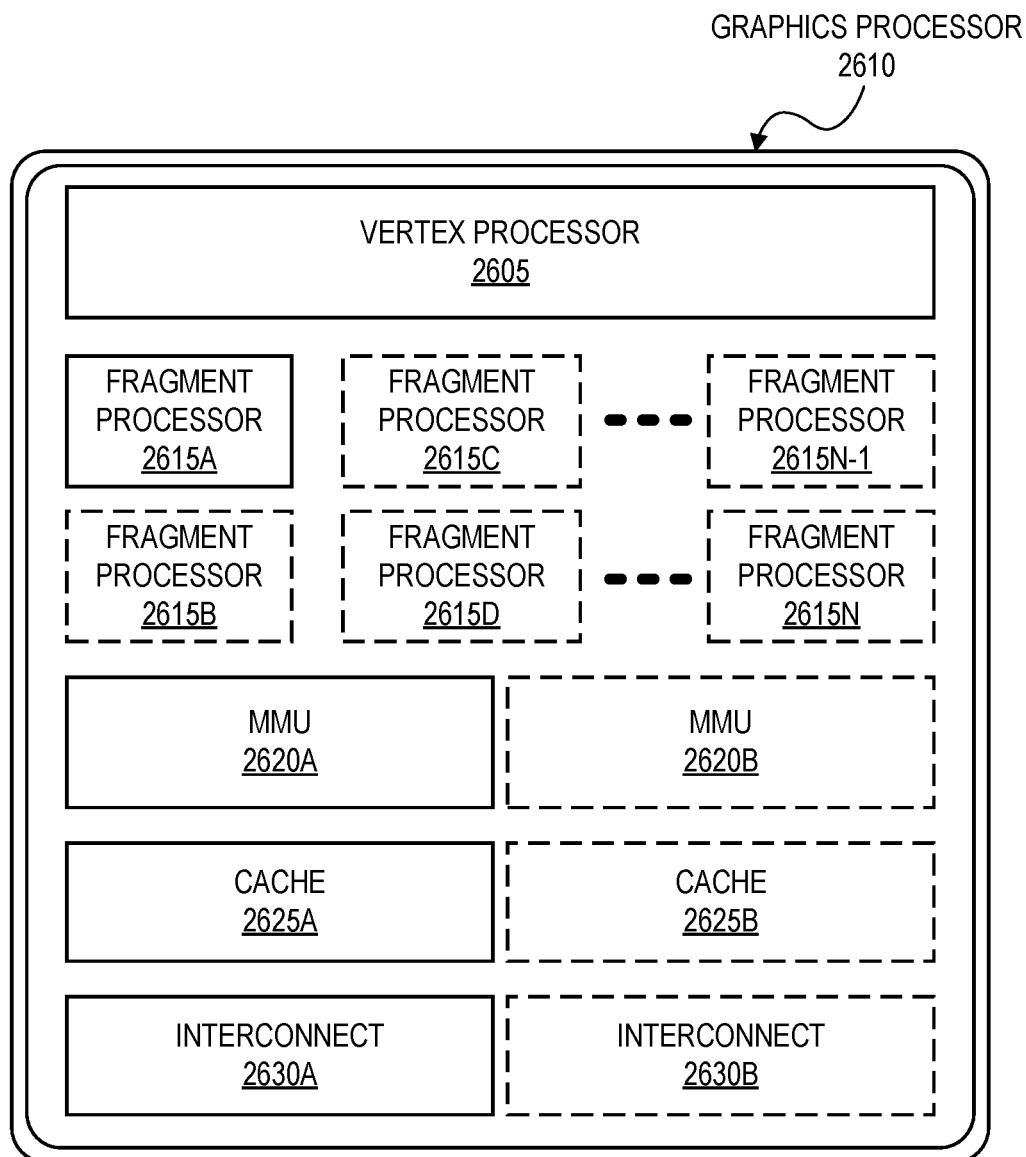 GRAPHICS PROCESSOR
2610
VERTEX PROCESSOR
2605
FRAGMENT
PROCESSOR
2615A
FRAGMENT
PROCESSOR
2615C
FRAGMENT
PROCESSOR
2615N-1
FRAGMENT
PROCESSOR
2615B
FRAGMENT
PROCESSOR
2615D
FRAGMENT
PROCESSOR
2615N
MMU
2620A
MMU
2620B
CACHE
2625A
CACHE
2625B
INTERCONNECT
2630A
INTERCONNECT
2630B